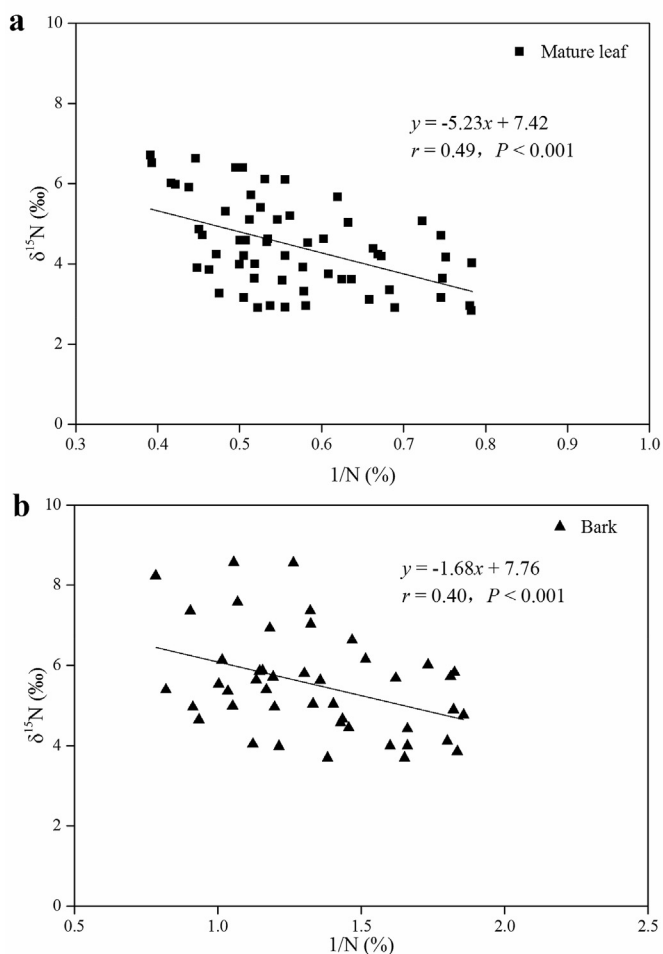 a
10
8
6
4
2
0
δ¹⁵N (‰)
■ Mature leaf
y = -5.23x + 7.42
r = 0.49， P < 0.001
0.3 0.4 0.5 0.6 0.7 0.8 0.9 1.0
1/N (%)
b
10
8
6
4
2
0
δ¹⁵N (‰)
▲ Bark
y = -1.68x + 7.76
r = 0.40， P < 0.001
0.5 1.0 1.5 2.0 2.5
1/N (%)